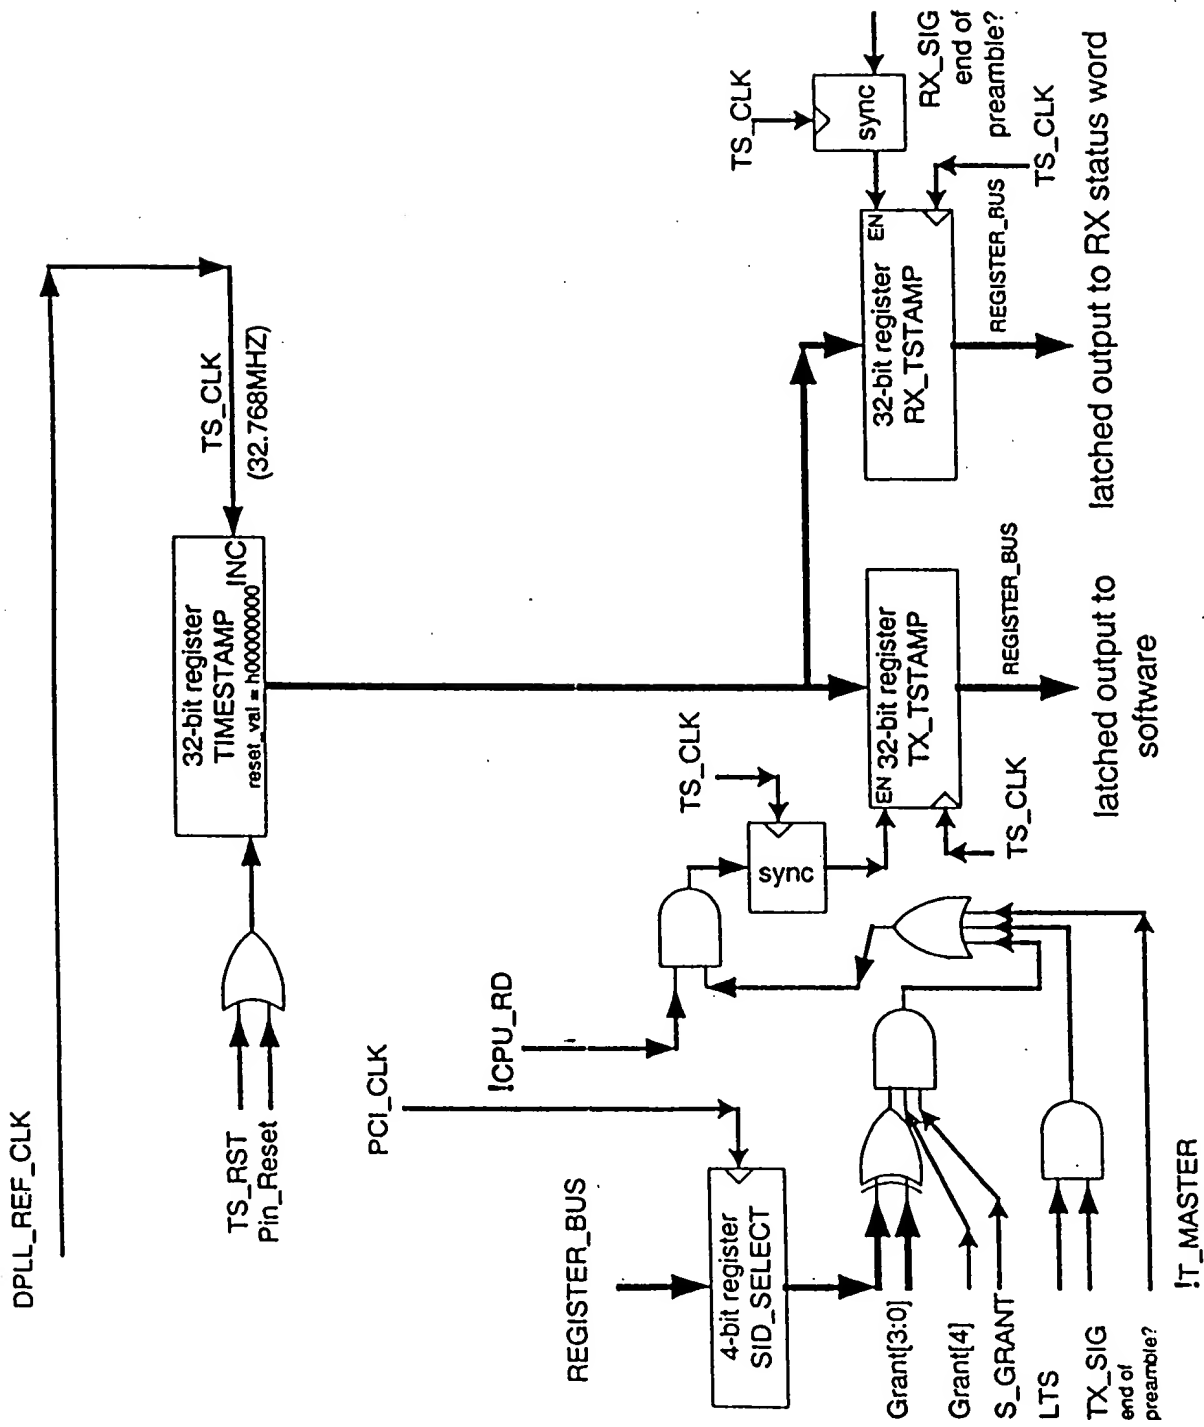 DPLL_REF_CLK
TS_CLK
(32.768MHZ)
32-bit register
TIMESTAMP
INC
reset_val = h00000000
TS_RST
Pin_Reset
PCI_CLK
!CPU_RD
REGISTER_BUS
4-bit register
SID_SELECT
Grant[3:0]
Grant[4]
S_GRANT
LTS
TX_SIG
end of
preamble?
!T_MASTER
TS_CLK
sync
EN
32-bit register
TX_TSTAMP
TS_CLK
REGISTER_BUS
latched output to
software
TS_CLK
sync
RX_SIG
end of
preamble?
EN
32-bit register
RX_TSTAMP
TS_CLK
REGISTER_BUS
latched output to RX status word